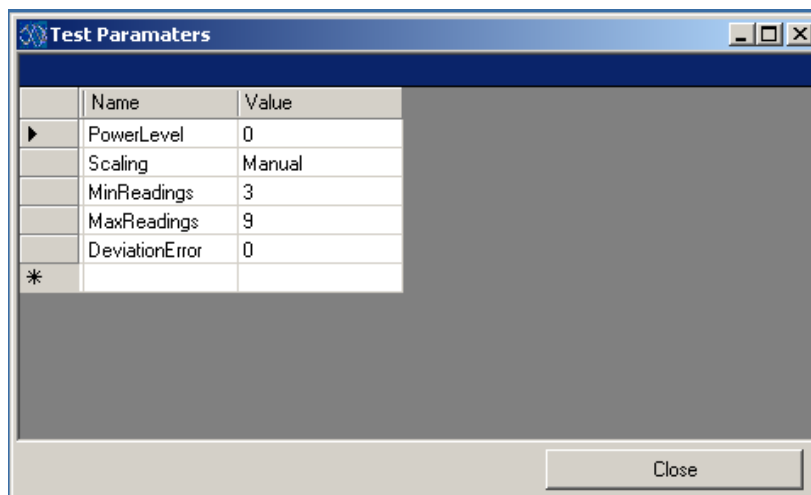 Test Paramaters
Name Value
PowerLevel 0
Scaling Manual
MinReadings 3
MaxReadings 9
DeviationError 0
Close